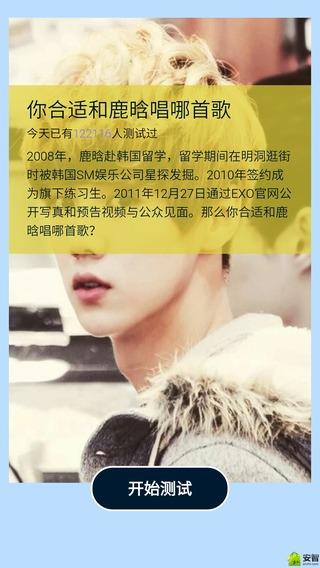 你合适和鹿晗唱哪首歌
今天已有122116人测试过
2008年，鹿晗赴韩国留学，留学期间在明洞逛街
时被韩国SM娱乐公司星探发掘。2010年签约成
为旗下练习生。2011年12月27日通过EXO官网公
开写真和预告视频与公众见面。那么你合适和鹿
晗唱哪首歌？
开始测试
安智